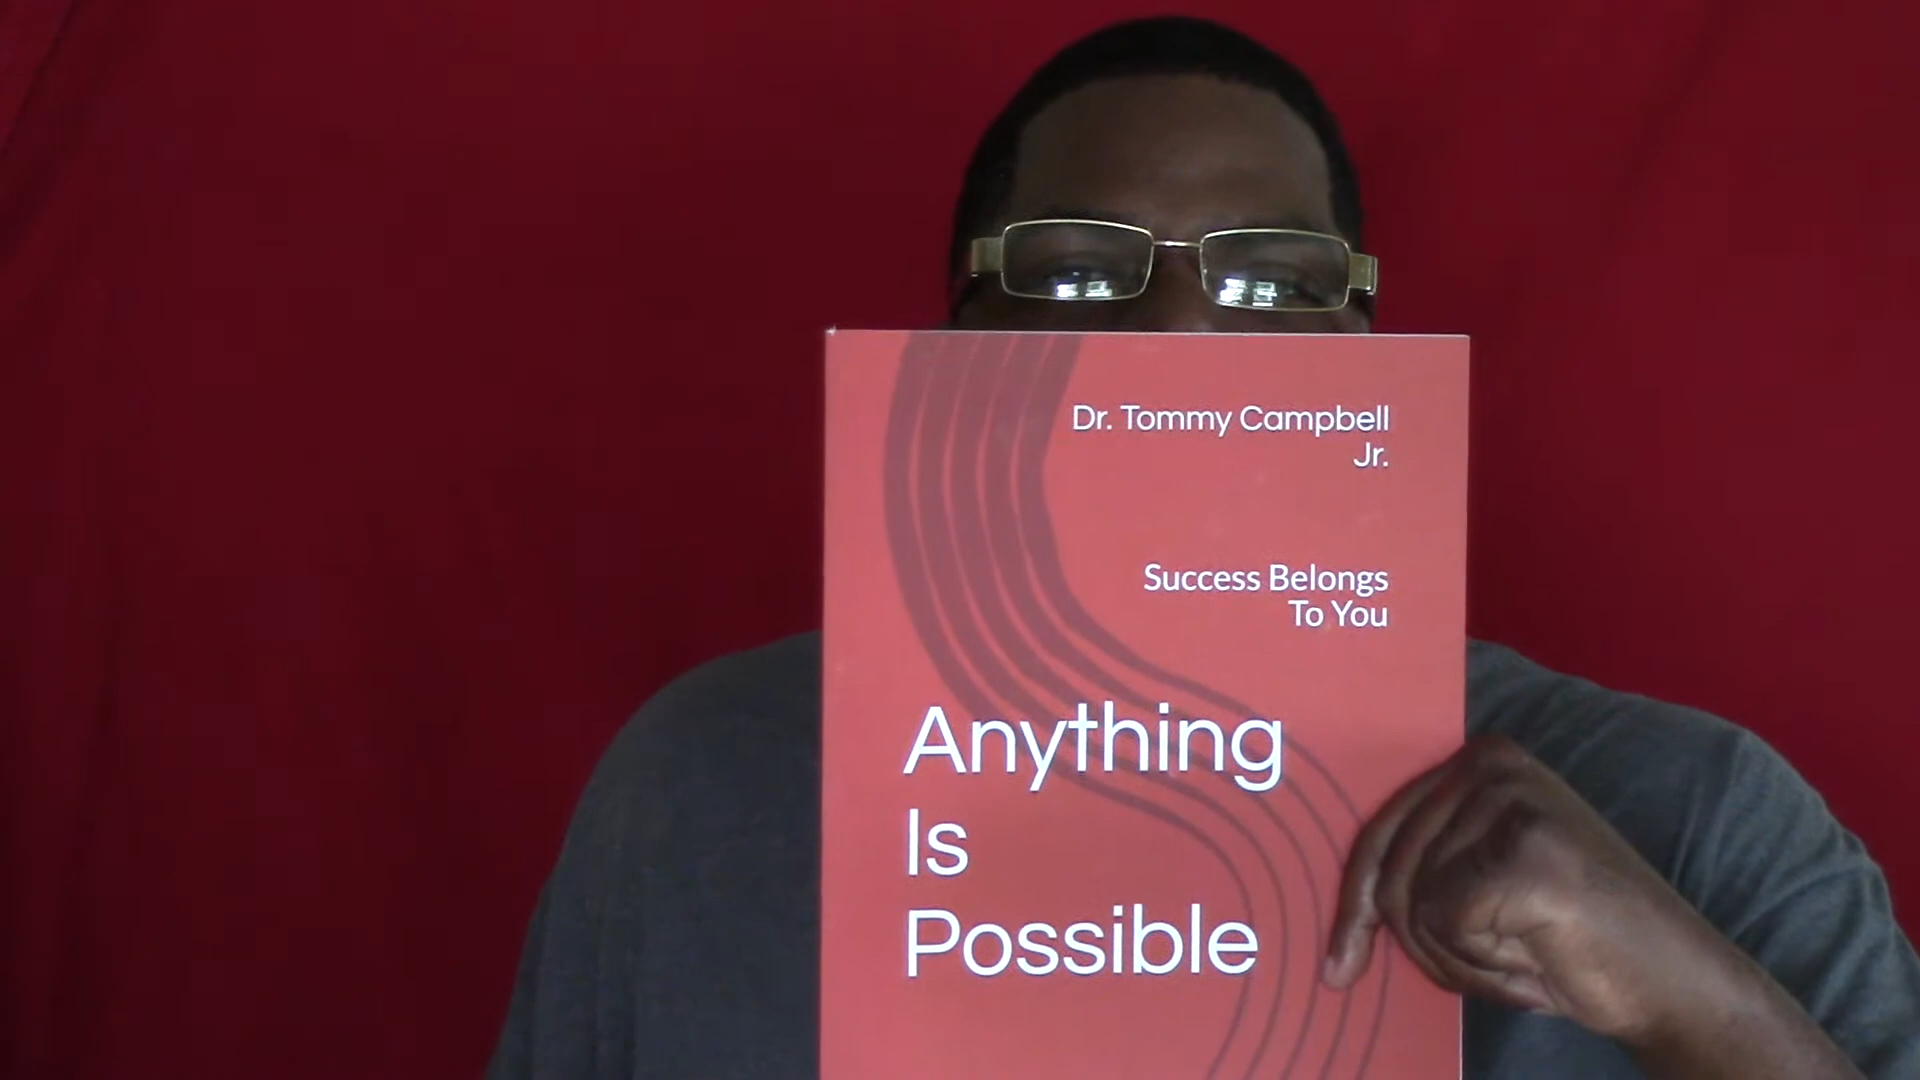 Dr. Tommy Campbell
Jr.
Success Belongs
To You
Anything
Is
Possible